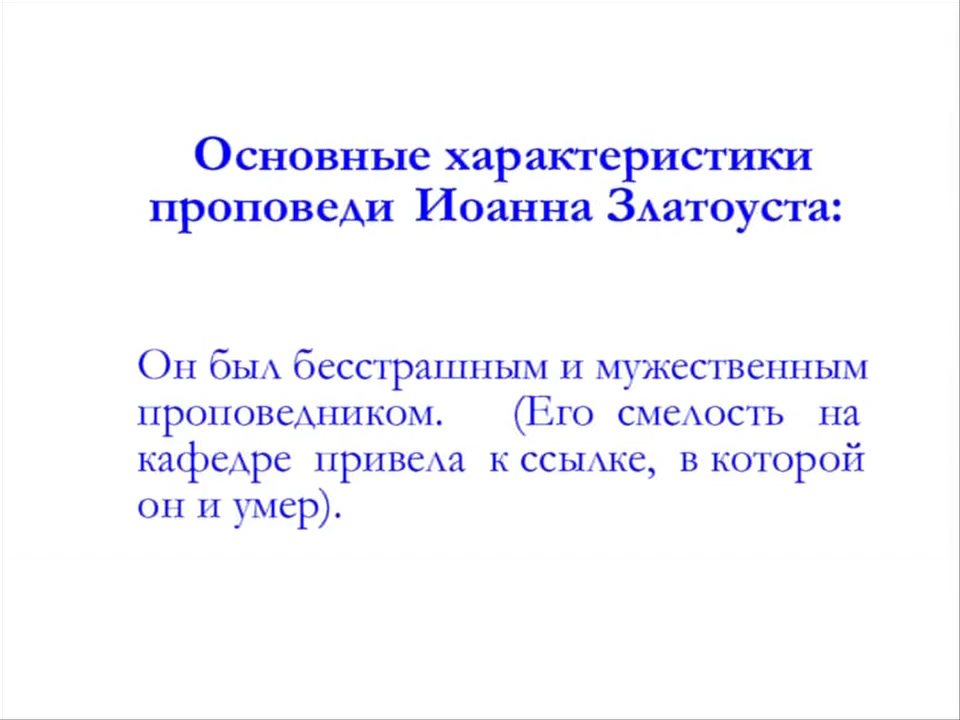 Основные характеристики
проповеди Иоанна Златоуста:
Он был бесстрашным и мужественным
проповедником. (Его смелость на
кафедре привела к ссылке, в которой
он и умер).